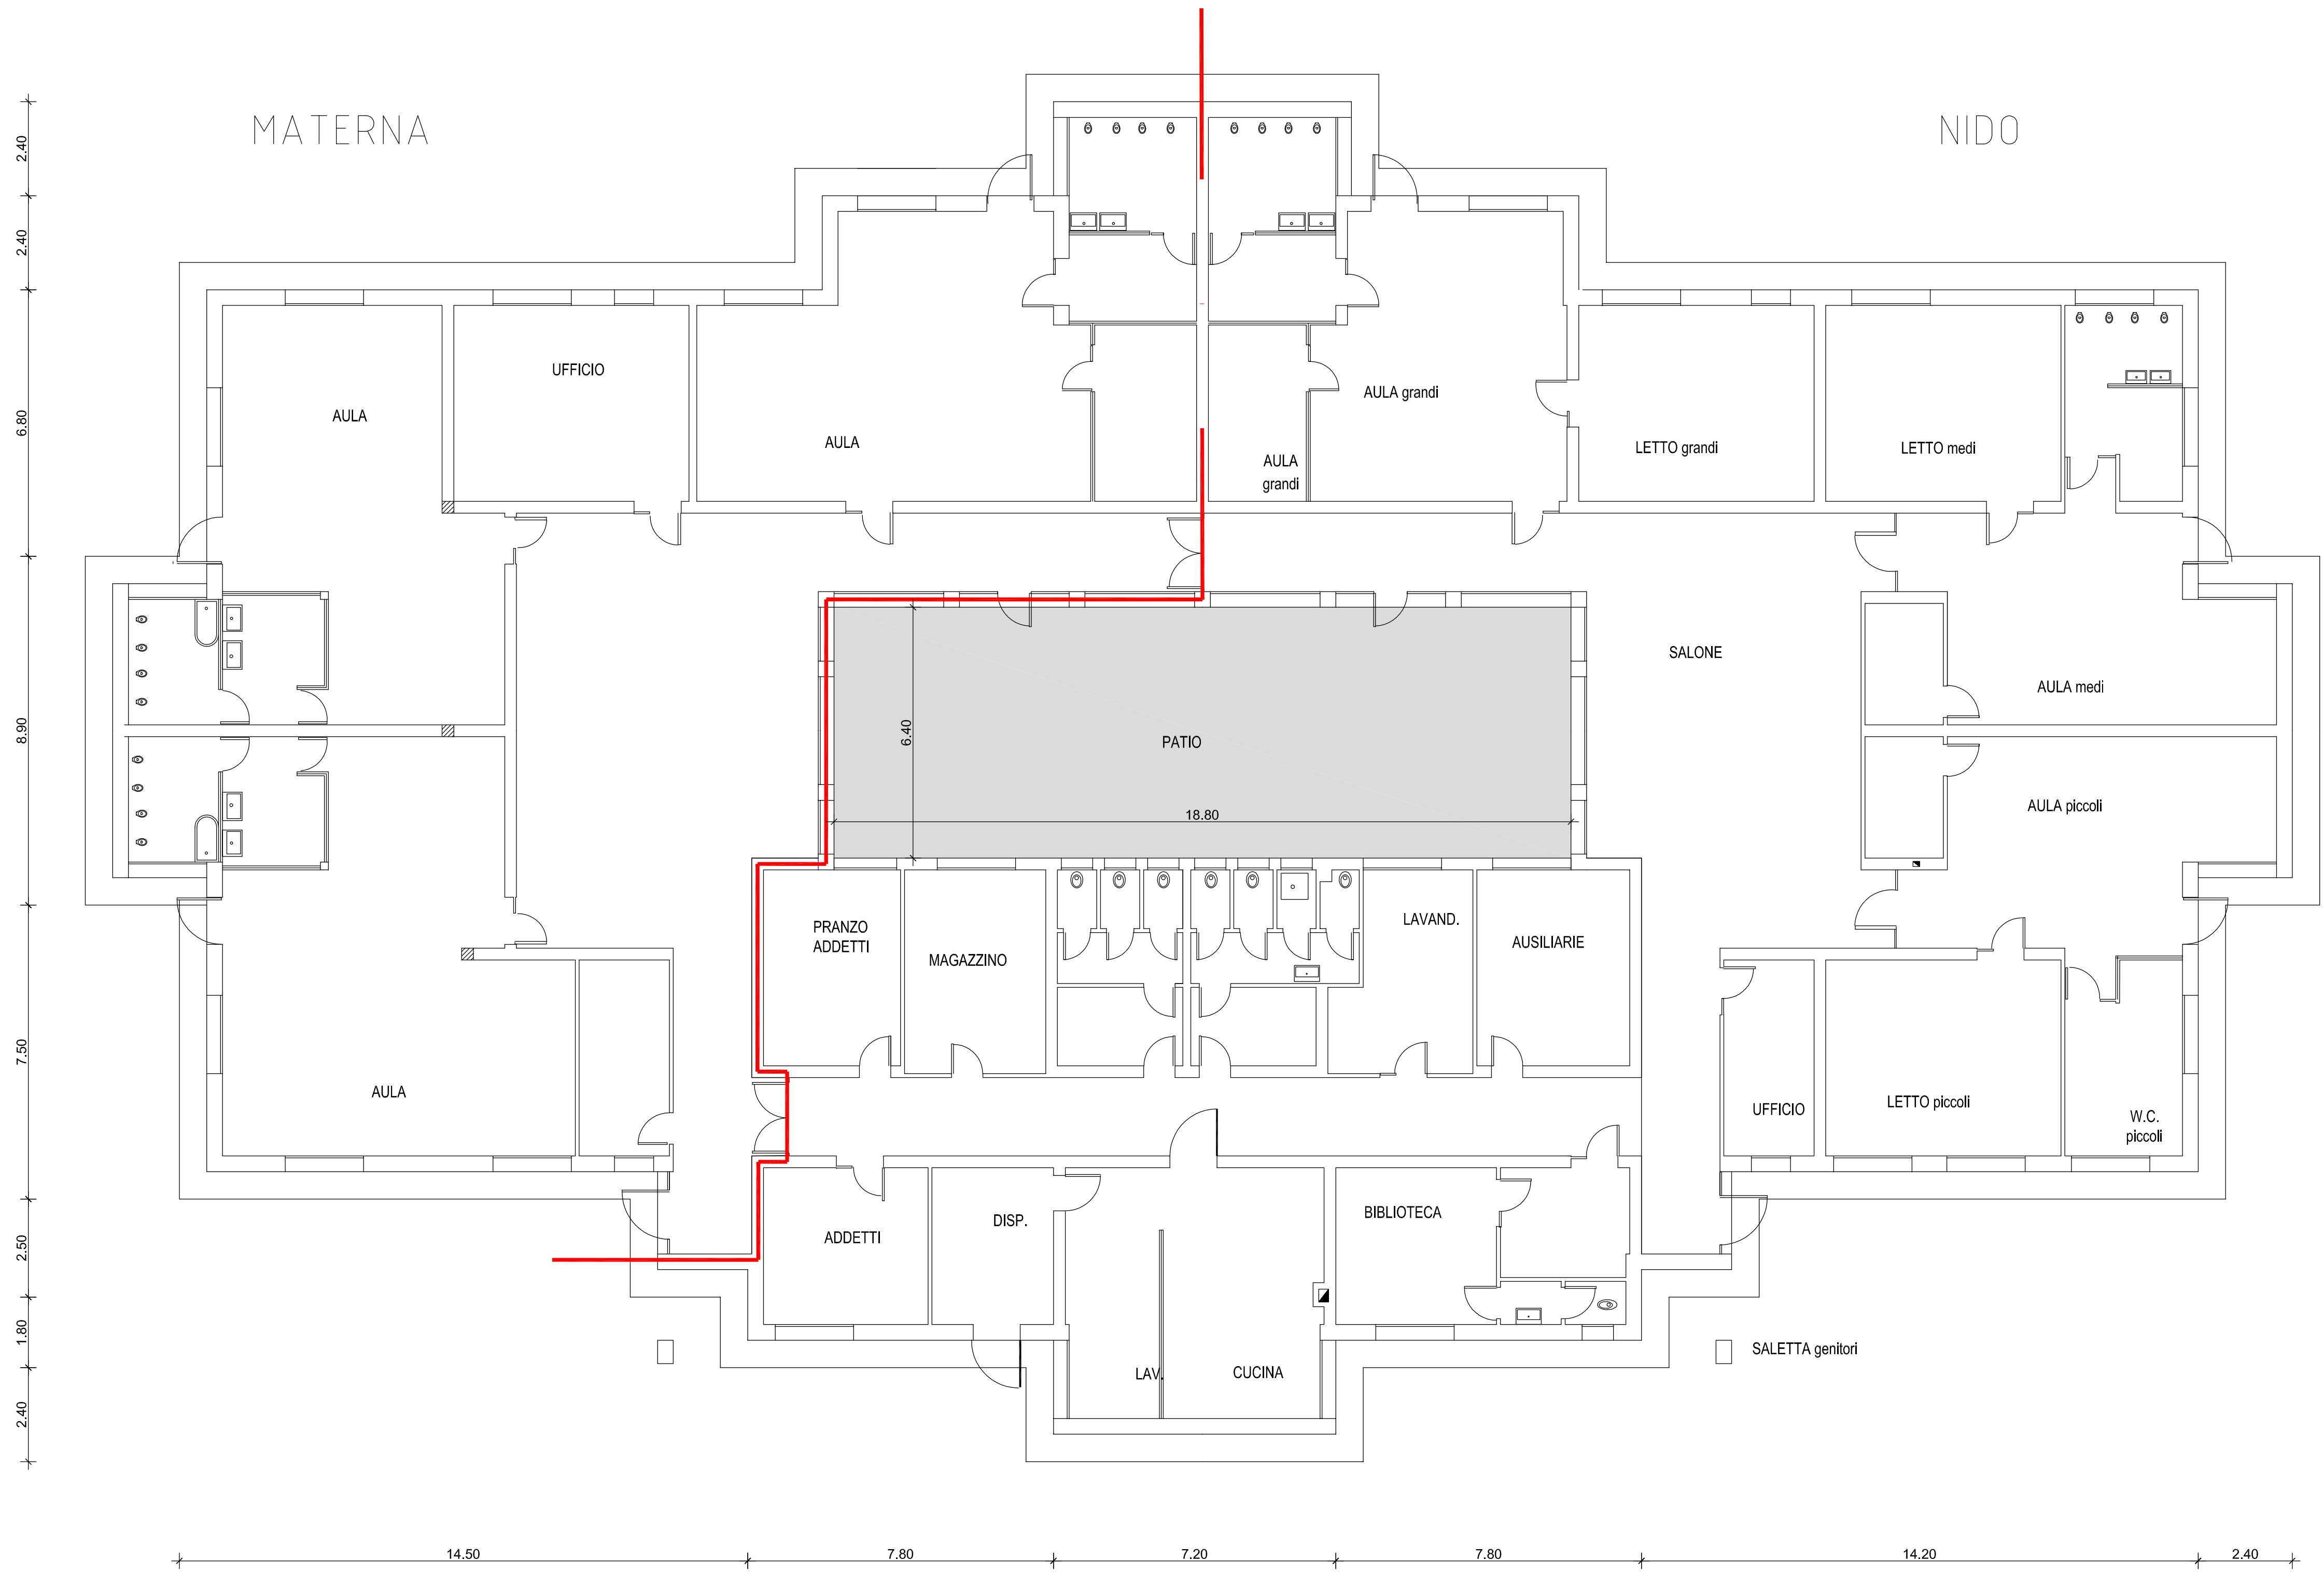 MATERNA
NIDO
2.40
2.40
6.80
8.90
7.50
2.50
1.80
2.40
UFFICIO
AULA
AULA
AULA grandi
AULA
grandi
LETTO grandi
LETTO medi
SALONE
AULA medi
6.40
PATIO
18.80
AULA piccoli
PRANZO
ADDETTI
MAGAZZINO
LAVAND.
AUSILIARIE
AULA
UFFICIO
LETTO piccoli
W.C.
piccoli
ADDETTI
DISP.
BIBLIOTECA
LAV.
CUCINA
SALETTA genitori
14.50
7.80
7.20
7.80
14.20
2.40